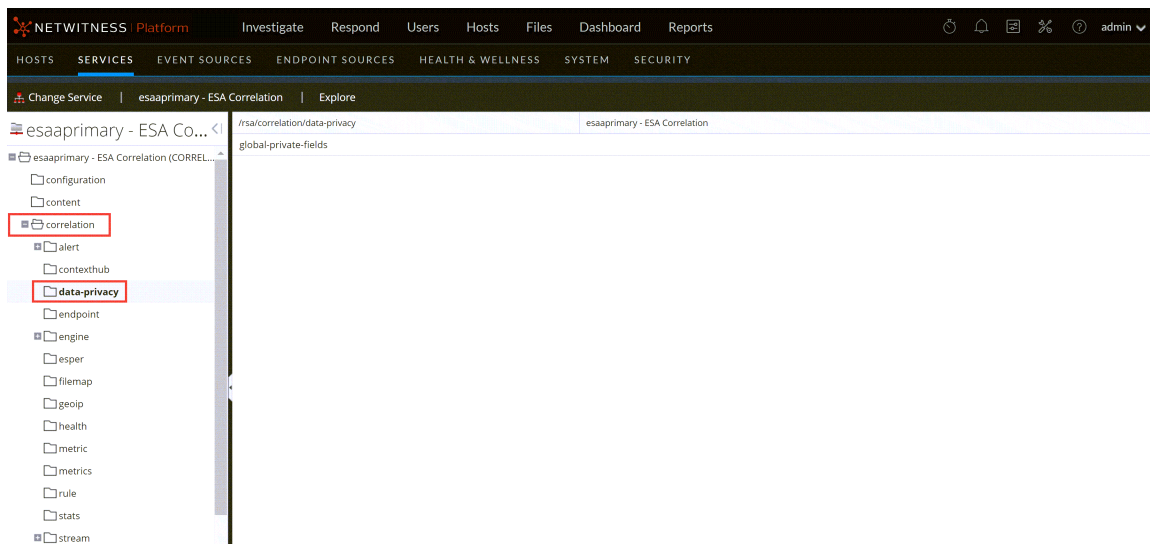 NETWITNESS Platform Investigate Respond Users Hosts Files Dashboard Reports admin
HOSTS SERVICES EVENT SOURCES ENDPOINT SOURCES HEALTH & WELLNESS SYSTEM SECURITY
Change Service | esaaprimary - ESA Correlation | Explore
esaaprimary - ESA Co...
/rsa/correlation/data-privacy esaaprimary - ESA Correlation
global-private-fields
esaaprimary - ESA Correlation (CORREL...
configuration
content
correlation
alert
contexthub
data-privacy
endpoint
engine
esper
filemap
geoip
health
metric
metrics
rule
stats
stream